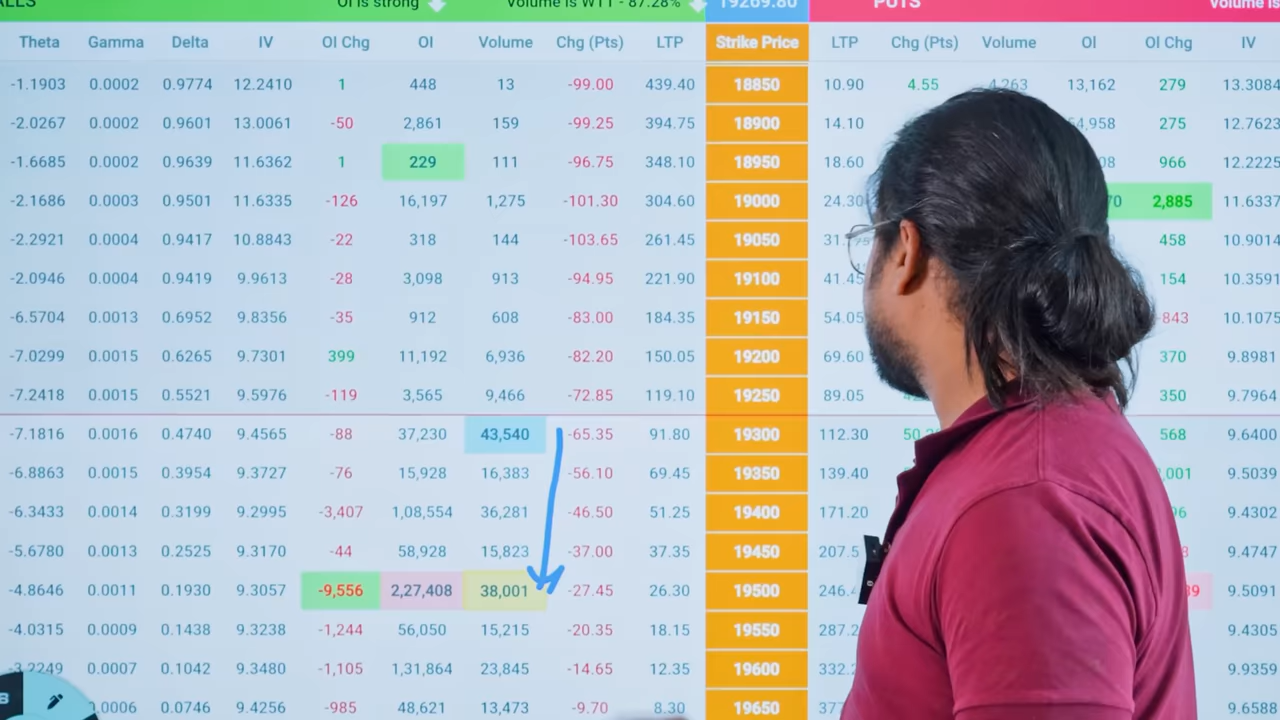 OI is strong Volume is WTT - 87.28% 19269.80 PUTS Volume is
Theta Gamma Delta IV OI Chg OI Volume Chg (Pts) LTP Strike Price LTP Chg (Pts) Volume OI OI Chg IV
-1.1903 0.0002 0.9774 12.2410 1 448 13 -99.00 439.40 18850 10.90 4.55 4,263 13,162 279 13.3084
-2.0267 0.0002 0.9601 13.0061 -50 2,861 159 -99.25 394.75 18900 14.10 275 12.7623
-1.6685 0.0002 0.9639 11.6362 1 229 111 -96.75 348.10 18950 18.60 966 12.2225
-2.1686 0.0003 0.9501 11.6335 -126 16,197 1,275 -101.30 304.60 19000 24.30 2,885 11.6337
-2.2921 0.0004 0.9417 10.8843 -22 318 144 -103.65 261.45 19050 458 10.9014
-2.0946 0.0004 0.9419 9.9613 -28 3,098 913 -94.95 221.90 19100 41.45 154 10.3591
-6.5704 0.0013 0.6952 9.8356 -35 912 608 -83.00 184.35 19150 54.05 -843 10.1075
-7.0299 0.0015 0.6265 9.7301 399 11,192 6,936 -82.20 150.05 19200 69.60 370 9.8981
-7.2418 0.0015 0.5521 9.5976 -119 3,565 9,466 -72.85 119.10 19250 89.05 350 9.7964
-7.1816 0.0016 0.4740 9.4565 -88 37,230 43,540 -65.35 91.80 19300 112.30 568 9.6400
-6.8863 0.0015 0.3954 9.3727 -76 15,928 16,383 -56.10 69.45 19350 139.40 9.5039
-6.3433 0.0014 0.3199 9.2995 -3,407 1,08,554 36,281 -46.50 51.25 19400 171.20 9.4302
-5.6780 0.0013 0.2525 9.3170 -44 58,928 15,823 -37.00 37.35 19450 9.4747
-4.8646 0.0011 0.1930 9.3057 -9,556 2,27,408 38,001 -27.45 26.30 19500 9.5091
-4.0315 0.0009 0.1438 9.3238 -1,244 56,050 15,215 -20.35 18.15 19550 9.4305
-3.2249 0.0007 0.1042 9.3480 -1,105 1,31,864 23,845 -14.65 12.35 19600 9.9359
0.0006 0.0746 9.4256 -985 48,621 13,473 -9.70 8.30 19650 9.6588